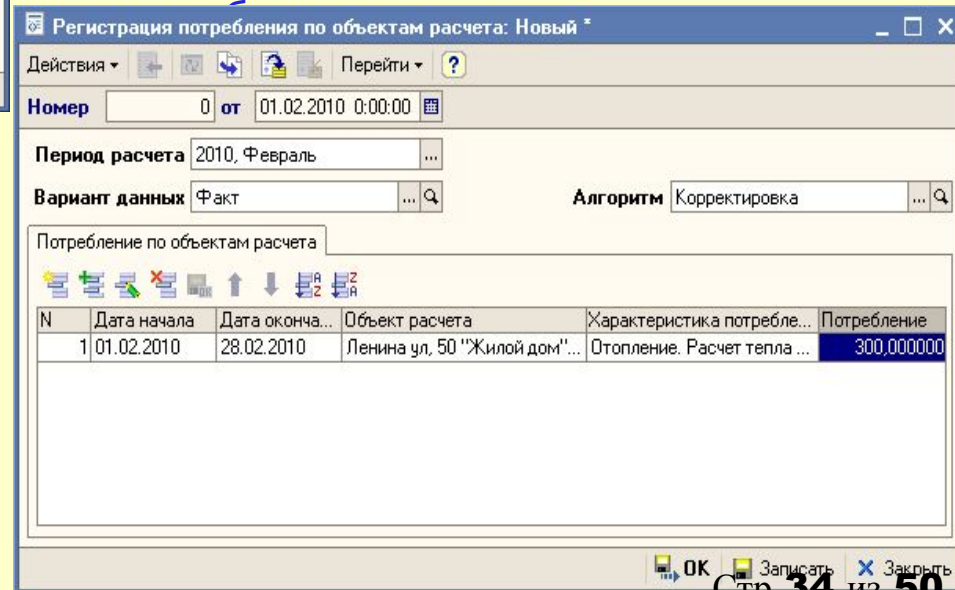 Регистрация потребления по объектам расчета: Новый *
Действия Перейти ?
Номер 0 от 01.02.2010 0:00:00
Период расчета 2010, Февраль ...
Вариант данных Факт ... Алгоритм Корректировка ...
Потребление по объектам расчета
N Дата начала Дата оконча... Объект расчета Характеристика потребле... Потребление
1 01.02.2010 28.02.2010 Ленина ул, 50 "Жилой дом"... Отопление. Расчет тепла ... 300,000000
OK Записать Закрыть
Стр 34 из 50